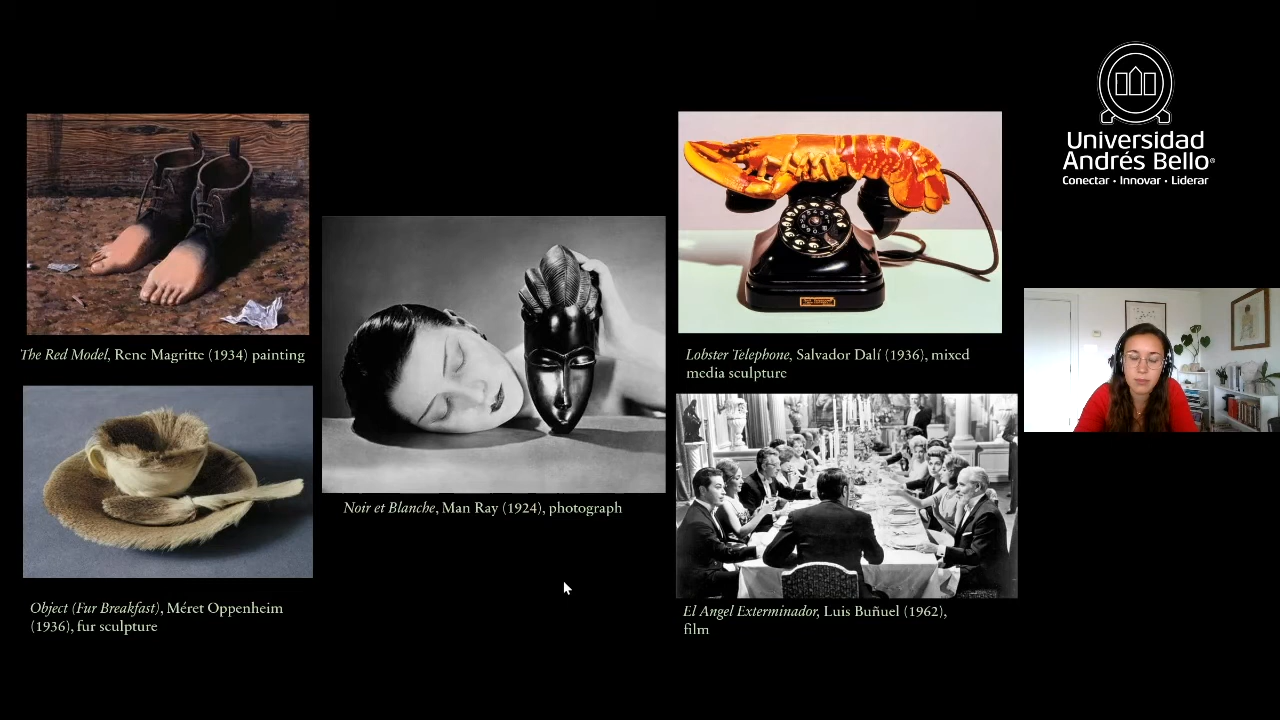 The Red Model, Rene Magritte (1934) painting
Object (Fur Breakfast), Méret Oppenheim
(1936), fur sculpture
Noir et Blanche, Man Ray (1924), photograph
Lobster Telephone, Salvador Dalí (1936), mixed
media sculpture
El Angel Exterminador, Luis Buñuel (1962),
film
Universidad
Andrés Bello®
Conectar • Innovar • Liderar